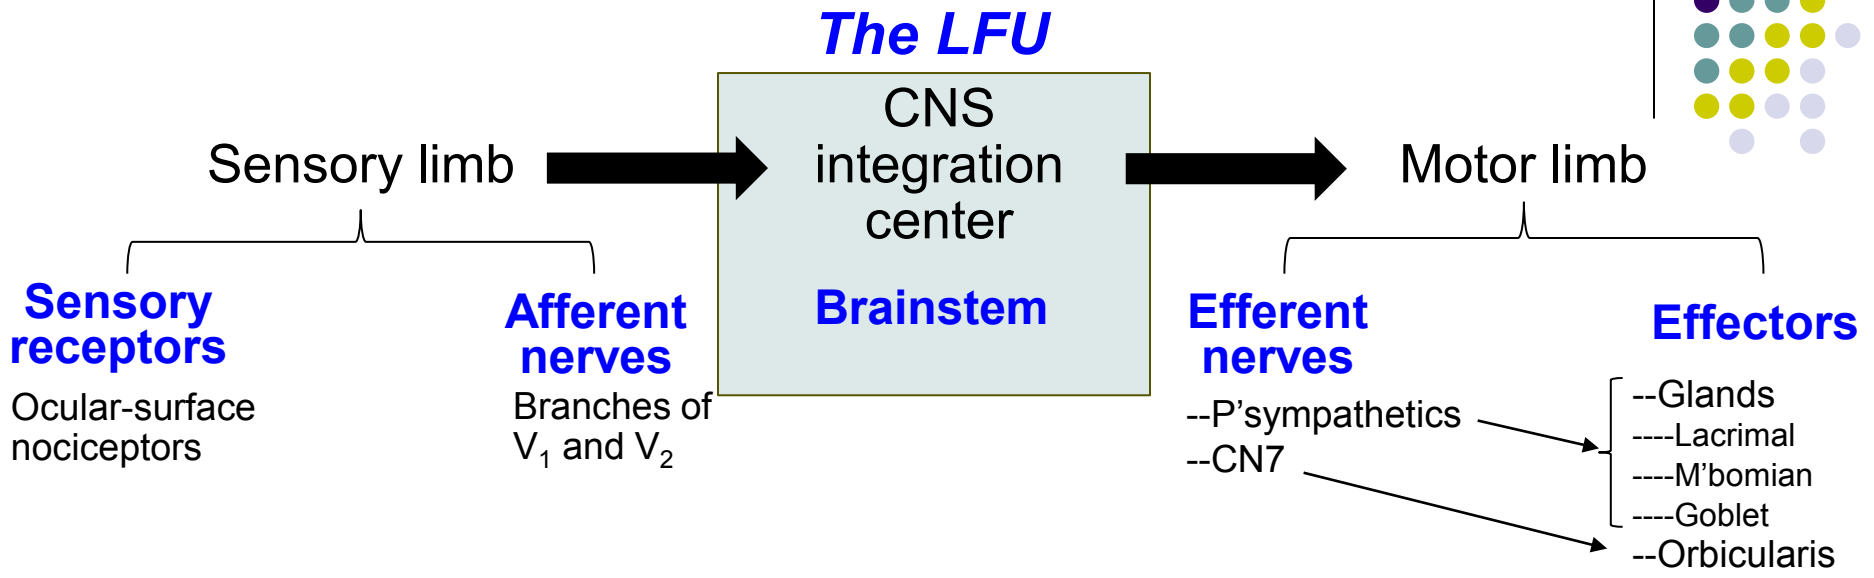 The LFU
Sensory limb
CNS
integration
center
Brainstem
Motor limb
Sensory
receptors
Ocular-surface
nociceptors
Afferent
nerves
Branches of
V₁ and V₂
Efferent
nerves
--P'sympathetics
--CN7
Effectors
--Glands
----Lacrimal
----M'bomian
----Goblet
--Orbicularis